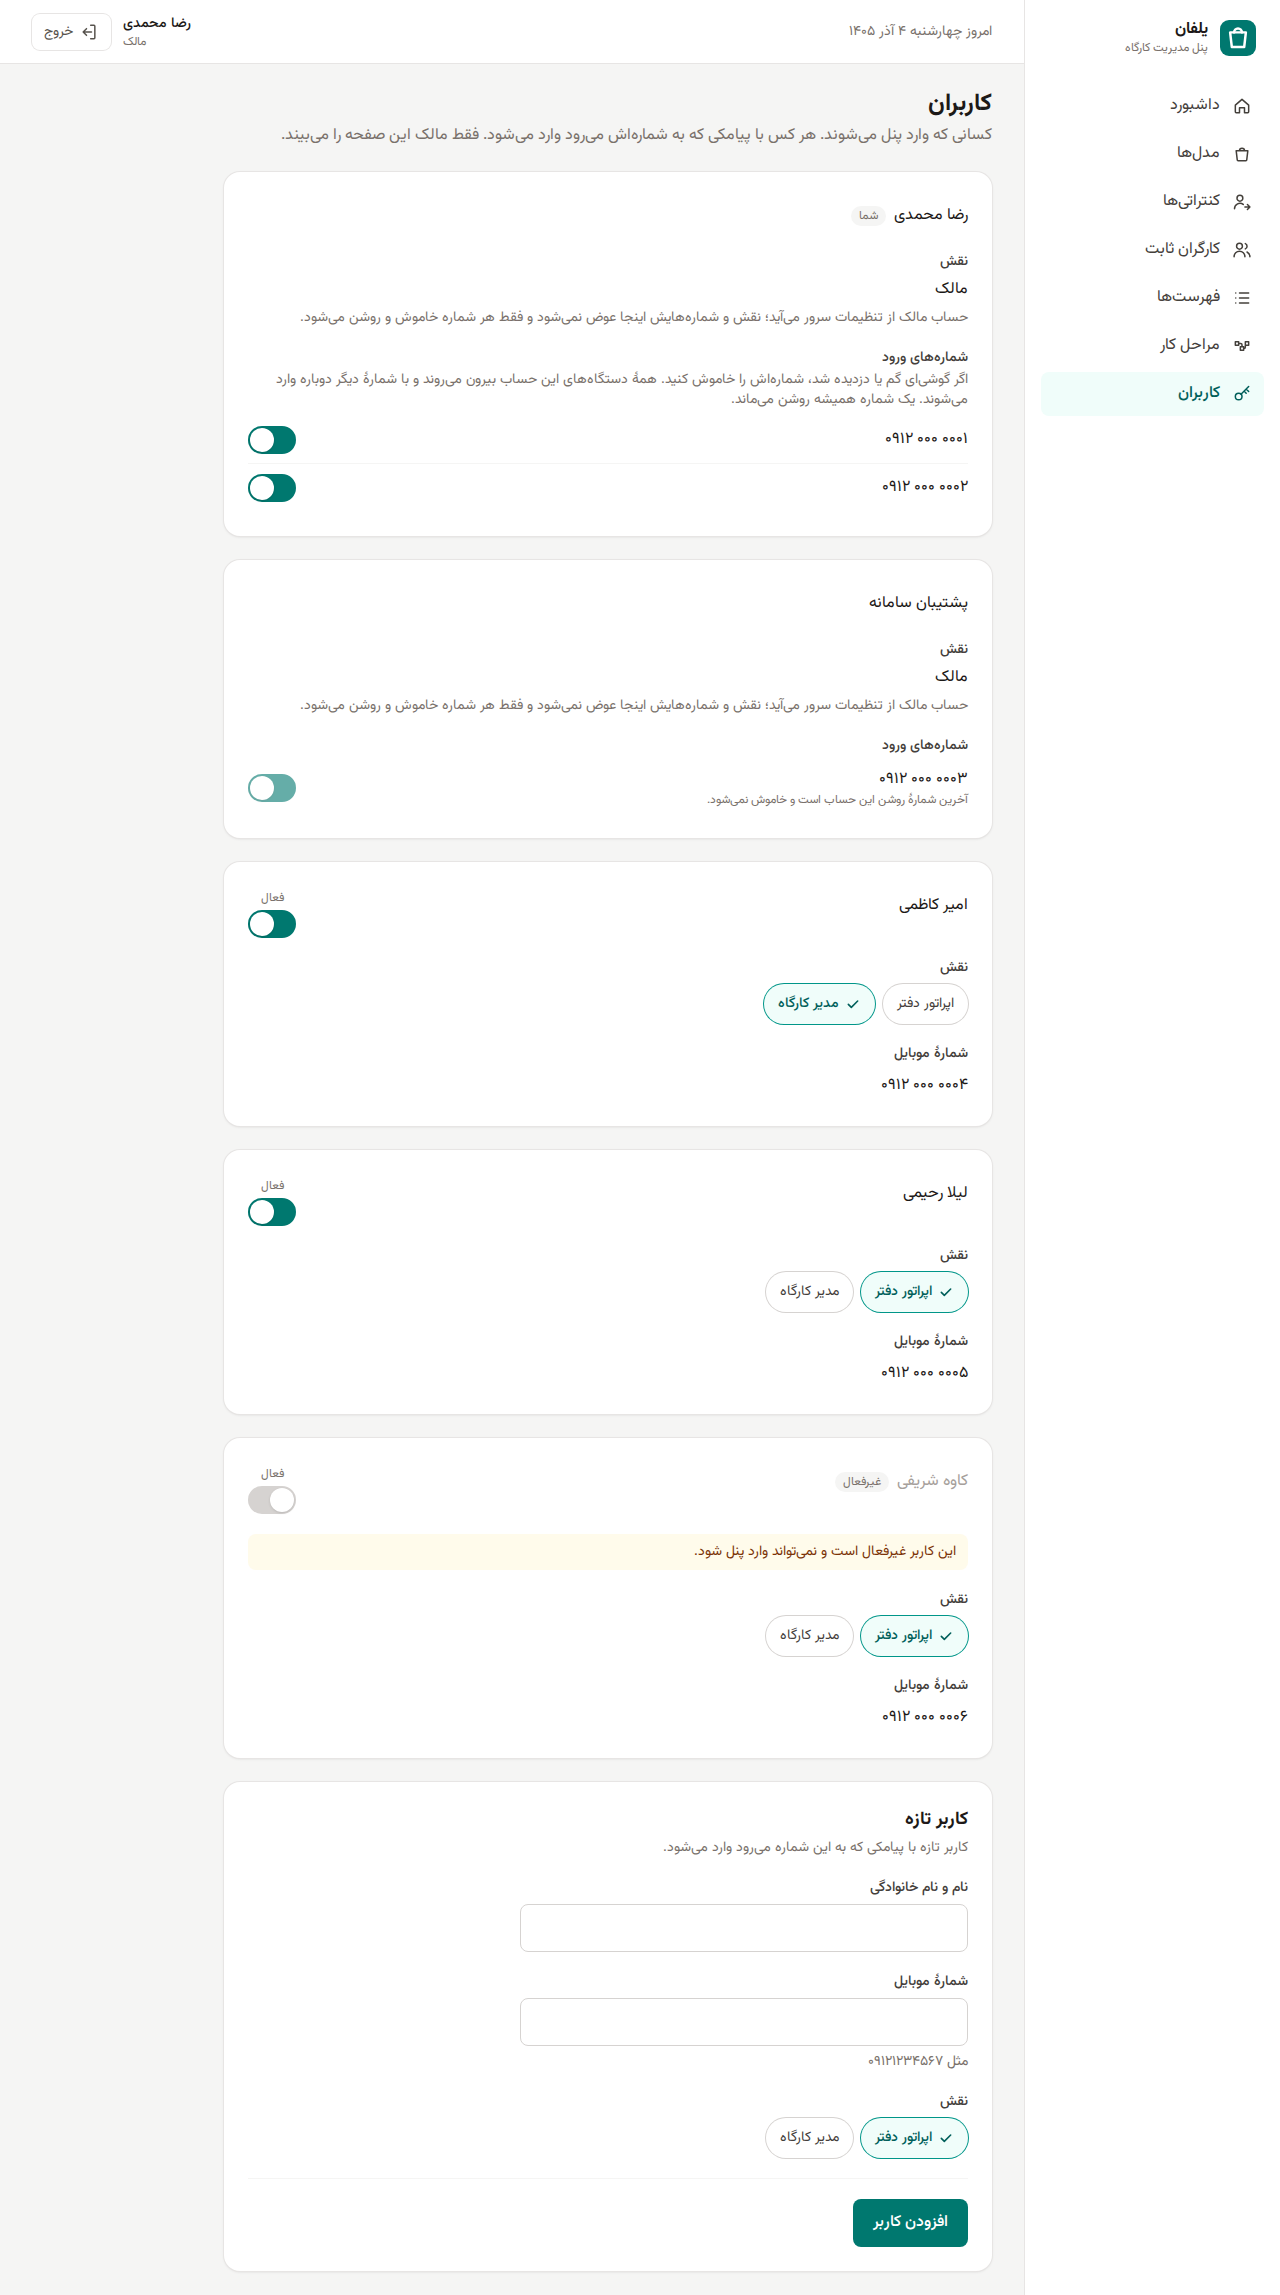 یلفان
پنل مدیریت کارگاه
داشبورد
مدل‌ها
کنتراتی‌ها
کارگران ثابت
فهرست‌ها
مراحل کار
کاربران
امروز چهارشنبه ۴ آذر ۱۴۰۵
رضا محمدی
مالک
خروج
کاربران
کسانی که وارد پنل می‌شوند. هر کس با پیامکی که به شماره‌اش می‌رود وارد می‌شود. فقط مالک این صفحه را می‌بیند.
رضا محمدی شما
نقش
مالک
حساب مالک از تنظیمات سرور می‌آید؛ نقش و شماره‌هایش اینجا عوض نمی‌شود و فقط هر شماره خاموش و روشن می‌شود.
شماره‌های ورود
اگر گوشی‌ای گم یا دزدیده شد، شماره‌اش را خاموش کنید. همهٔ دستگاه‌های این حساب بیرون می‌روند و با شمارهٔ دیگر دوباره وارد
می‌شوند. یک شماره همیشه روشن می‌ماند.
۰۹۱۲ ۰۰۰ ۰۰۰۱
۰۹۱۲ ۰۰۰ ۰۰۰۲
پشتیبان سامانه
نقش
مالک
حساب مالک از تنظیمات سرور می‌آید؛ نقش و شماره‌هایش اینجا عوض نمی‌شود و فقط هر شماره خاموش و روشن می‌شود.
شماره‌های ورود
۰۹۱۲ ۰۰۰ ۰۰۰۳
آخرین شمارهٔ روشن این حساب است و خاموش نمی‌شود.
امیر کاظمی
فعال
نقش
اپراتور دفتر
مدیر کارگاه
شمارهٔ موبایل
۰۹۱۲ ۰۰۰ ۰۰۰۴
لیلا رحیمی
فعال
نقش
اپراتور دفتر
مدیر کارگاه
شمارهٔ موبایل
۰۹۱۲ ۰۰۰ ۰۰۰۵
کاوه شریفی غیرفعال
فعال
این کاربر غیرفعال است و نمی‌تواند وارد پنل شود.
نقش
اپراتور دفتر
مدیر کارگاه
شمارهٔ موبایل
۰۹۱۲ ۰۰۰ ۰۰۰۶
کاربر تازه
کاربر تازه با پیامکی که به این شماره می‌رود وارد می‌شود.
نام و نام خانوادگی
شمارهٔ موبایل
مثل ۰۹۱۲۱۲۳۴۵۶۷
نقش
اپراتور دفتر
مدیر کارگاه
افزودن کاربر